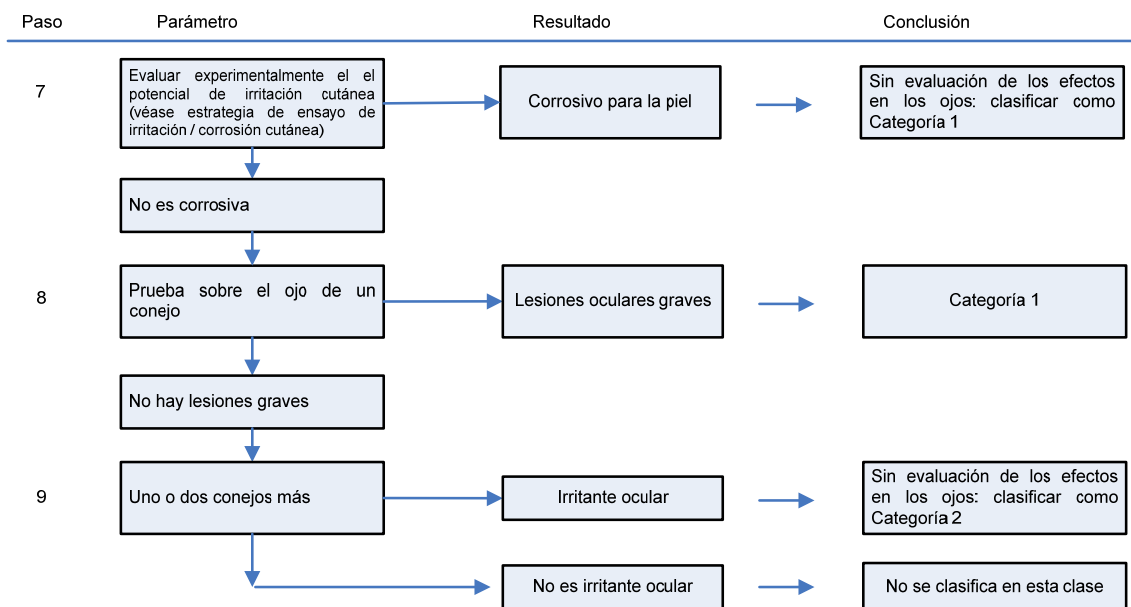 Paso Parámetro Resultado Conclusión
7
Evaluar experimentalmente el el
potencial de irritación cutánea
(véase estrategia de ensayo de
irritación / corrosión cutánea)
Corrosivo para la piel
Sin evaluación de los efectos
en los ojos: clasificar como
Categoría 1
No es corrosiva
8
Prueba sobre el ojo de un
conejo
Lesiones oculares graves
Categoría 1
No hay lesiones graves
9
Uno o dos conejos más
Irritante ocular
Sin evaluación de los efectos
en los ojos: clasificar como
Categoría 2
No es irritante ocular
No se clasifica en esta clase